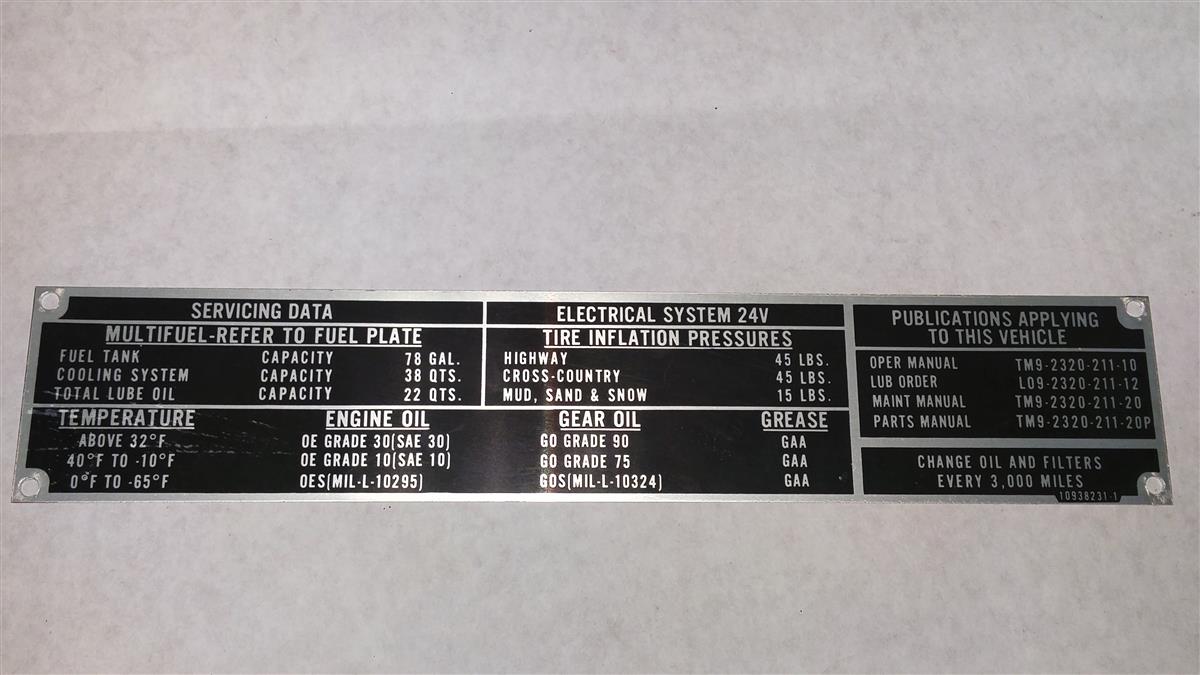 SERVICING DATA
MULTIFUEL-REFER TO FUEL PLATE
FUEL TANK CAPACITY 78 GAL.
COOLING SYSTEM CAPACITY 38 QTS.
TOTAL LUBE OIL CAPACITY 22 QTS.
ELECTRICAL SYSTEM 24V
TIRE INFLATION PRESSURES
HIGHWAY 45 LBS.
CROSS-COUNTRY 45 LBS.
MUD, SAND & SNOW 15 LBS.
TEMPERATURE ENGINE OIL GEAR OIL GREASE
ABOVE 32°F OE GRADE 30(SAE 30) GO GRADE 90 GAA
40°F TO -10°F OE GRADE 10(SAE 10) GO GRADE 75 GAA
0°F TO -65°F OES(MIL-L-10295) GOS(MIL-L-10324) GAA
PUBLICATIONS APPLYING
TO THIS VEHICLE
OPER MANUAL TM9-2320-211-10
LUB ORDER LO9-2320-211-12
MAINT MANUAL TM9-2320-211-20
PARTS MANUAL TM9-2320-211-20P
CHANGE OIL AND FILTERS
EVERY 3,000 MILES
10938231-1